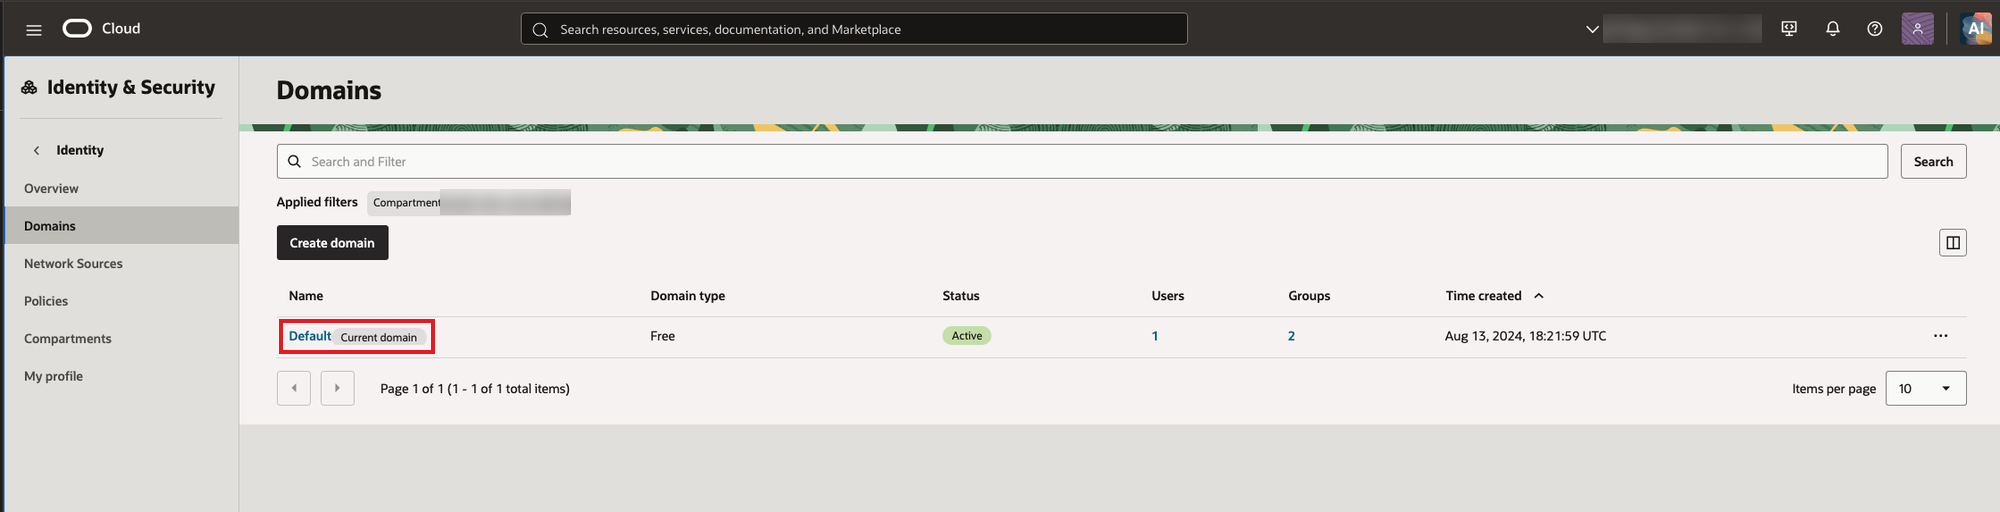 Cloud
Search resources, services, documentation, and Marketplace
AI
Identity & Security
Identity
Overview
Domains
Network Sources
Policies
Compartments
My profile
Domains
Search and Filter
Search
Applied filters Compartment
Create domain
Name Domain type Status Users Groups Time created
Default Current domain Free Active 1 2 Aug 13, 2024, 18:21:59 UTC
Page 1 of 1 (1 - 1 of 1 total items)
Items per page 10